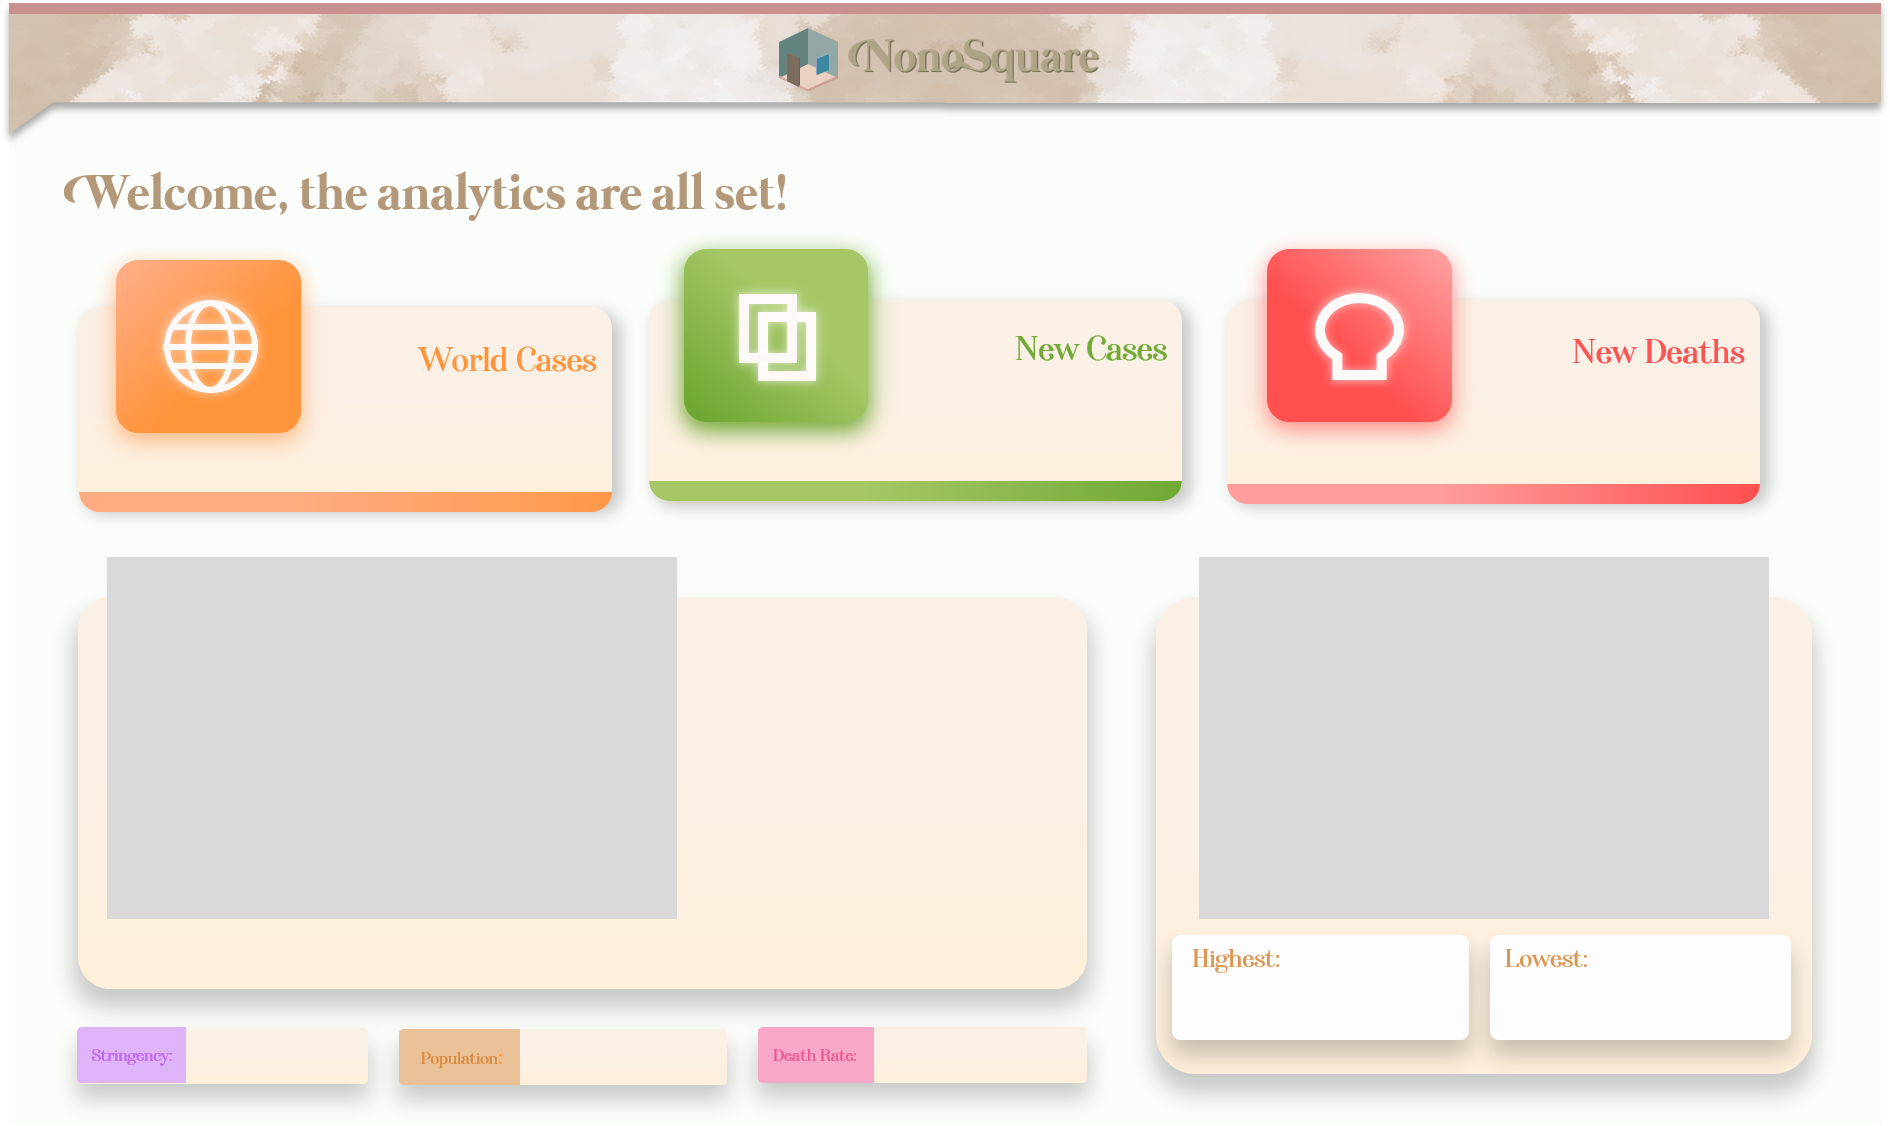 NonoSquare
Welcome, the analytics are all set!
World Cases
New Cases
New Deaths
Highest:
Lowest:
Stringency:
Population:
Death Rate: